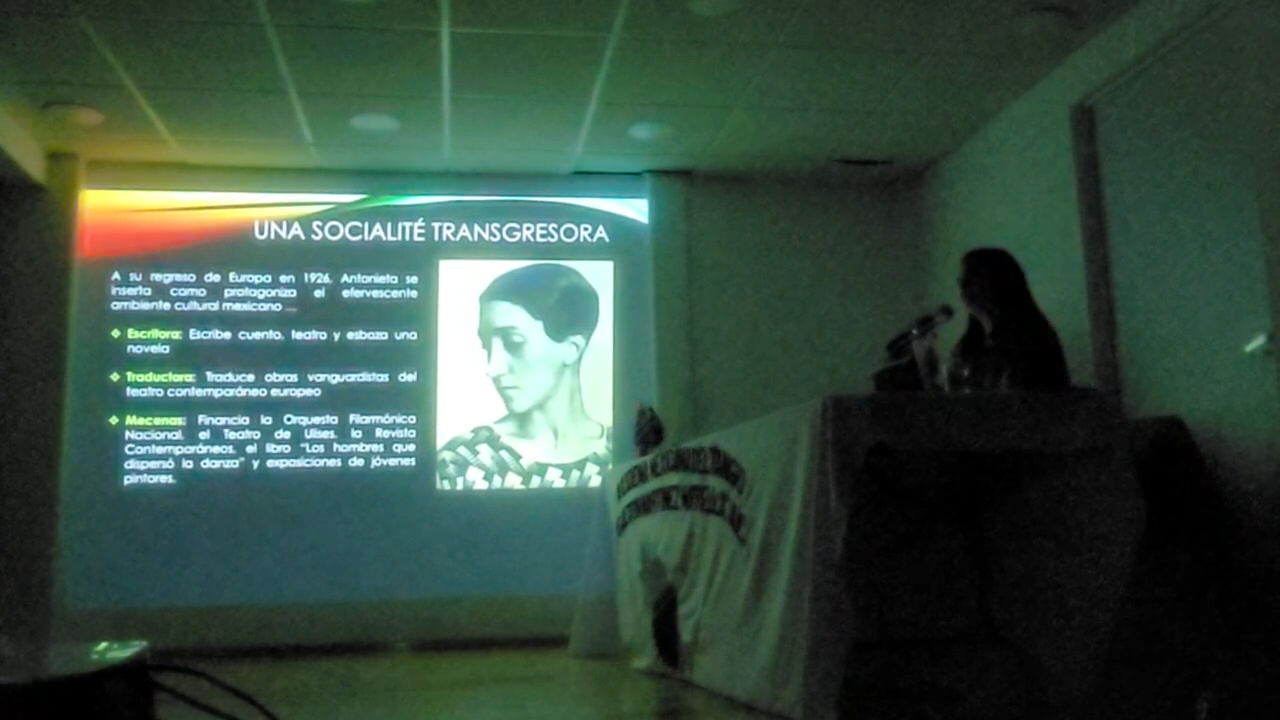 UNA SOCIALITÉ TRANSGRESORA
A su regreso de Europa en 1926, Antonieta se
inserta como protagoniza el efervescente
ambiente cultural mexicano ...
Escritora: Escribe cuento, teatro y esboza una
novela
Traductora: Traduce obras vanguardistas del
teatro contemporáneo europeo
Mecenas: Financia la Orquesta Filarmónica
Nacional, el Teatro de Ulises, la Revista
Contemporáneos, el libro "Los hombres que
dispersó la danza" y exposiciones de jóvenes
pintores.